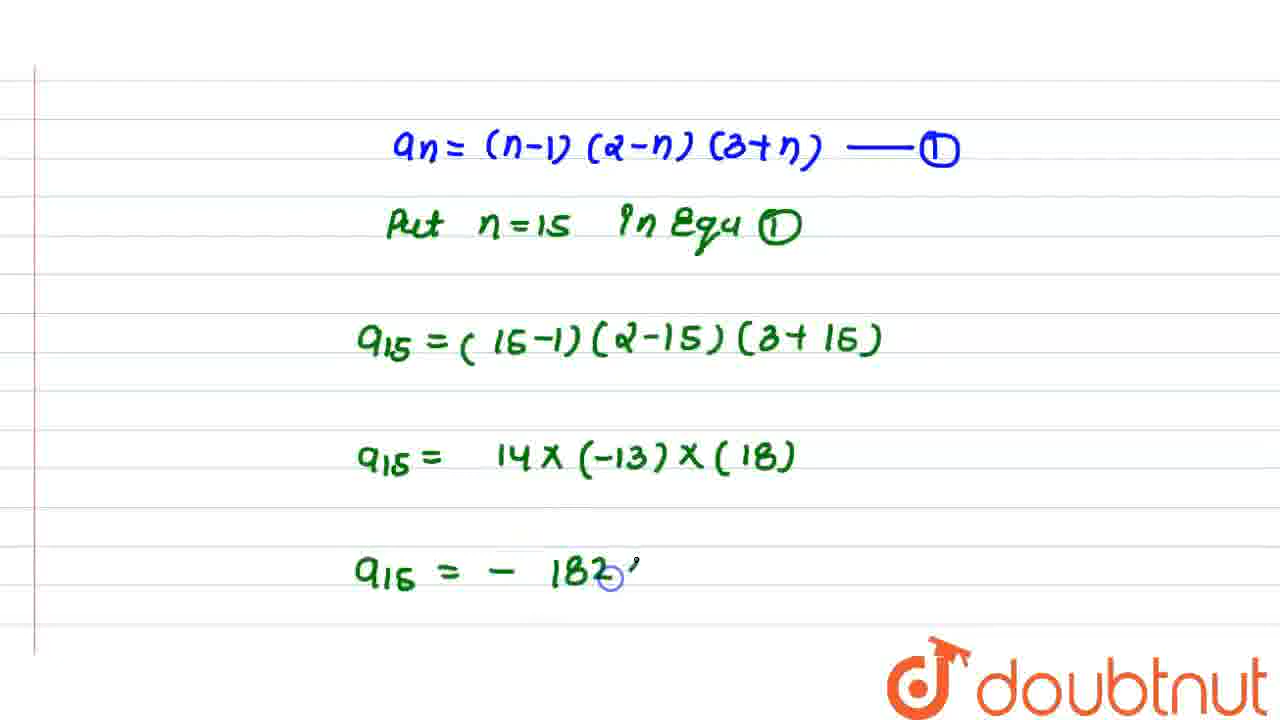 an = (n-1) (2-n) (3+n) —— ①
Put n = 15 In Equ ①
a15 = ( 15-1) (2-15) (3+ 15)
a15 = 14 × (-13) × ( 18)
a15 = - 182
doubtnut